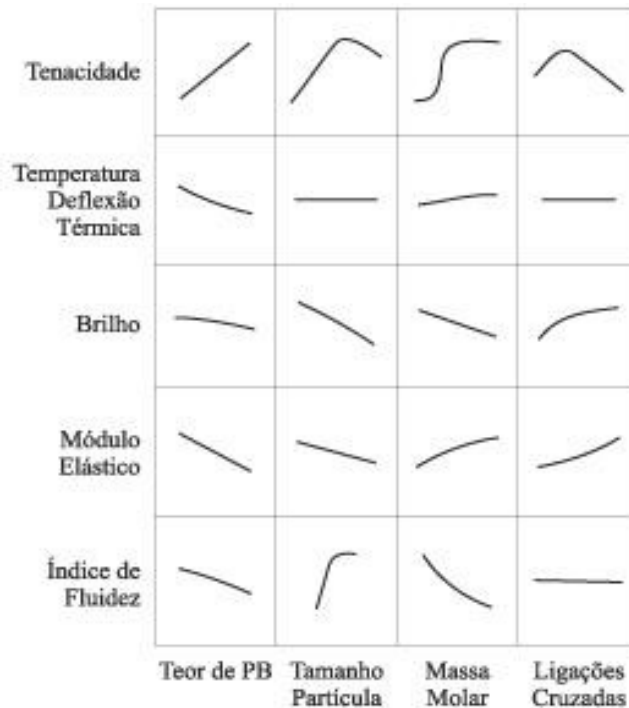 Tenacidade
Temperatura
Deflexão
Térmica
Brilho
Módulo
Elástico
Índice de
Fluidez
Teor de PB
Tamanho
Partícula
Massa
Molar
Ligações
Cruzadas